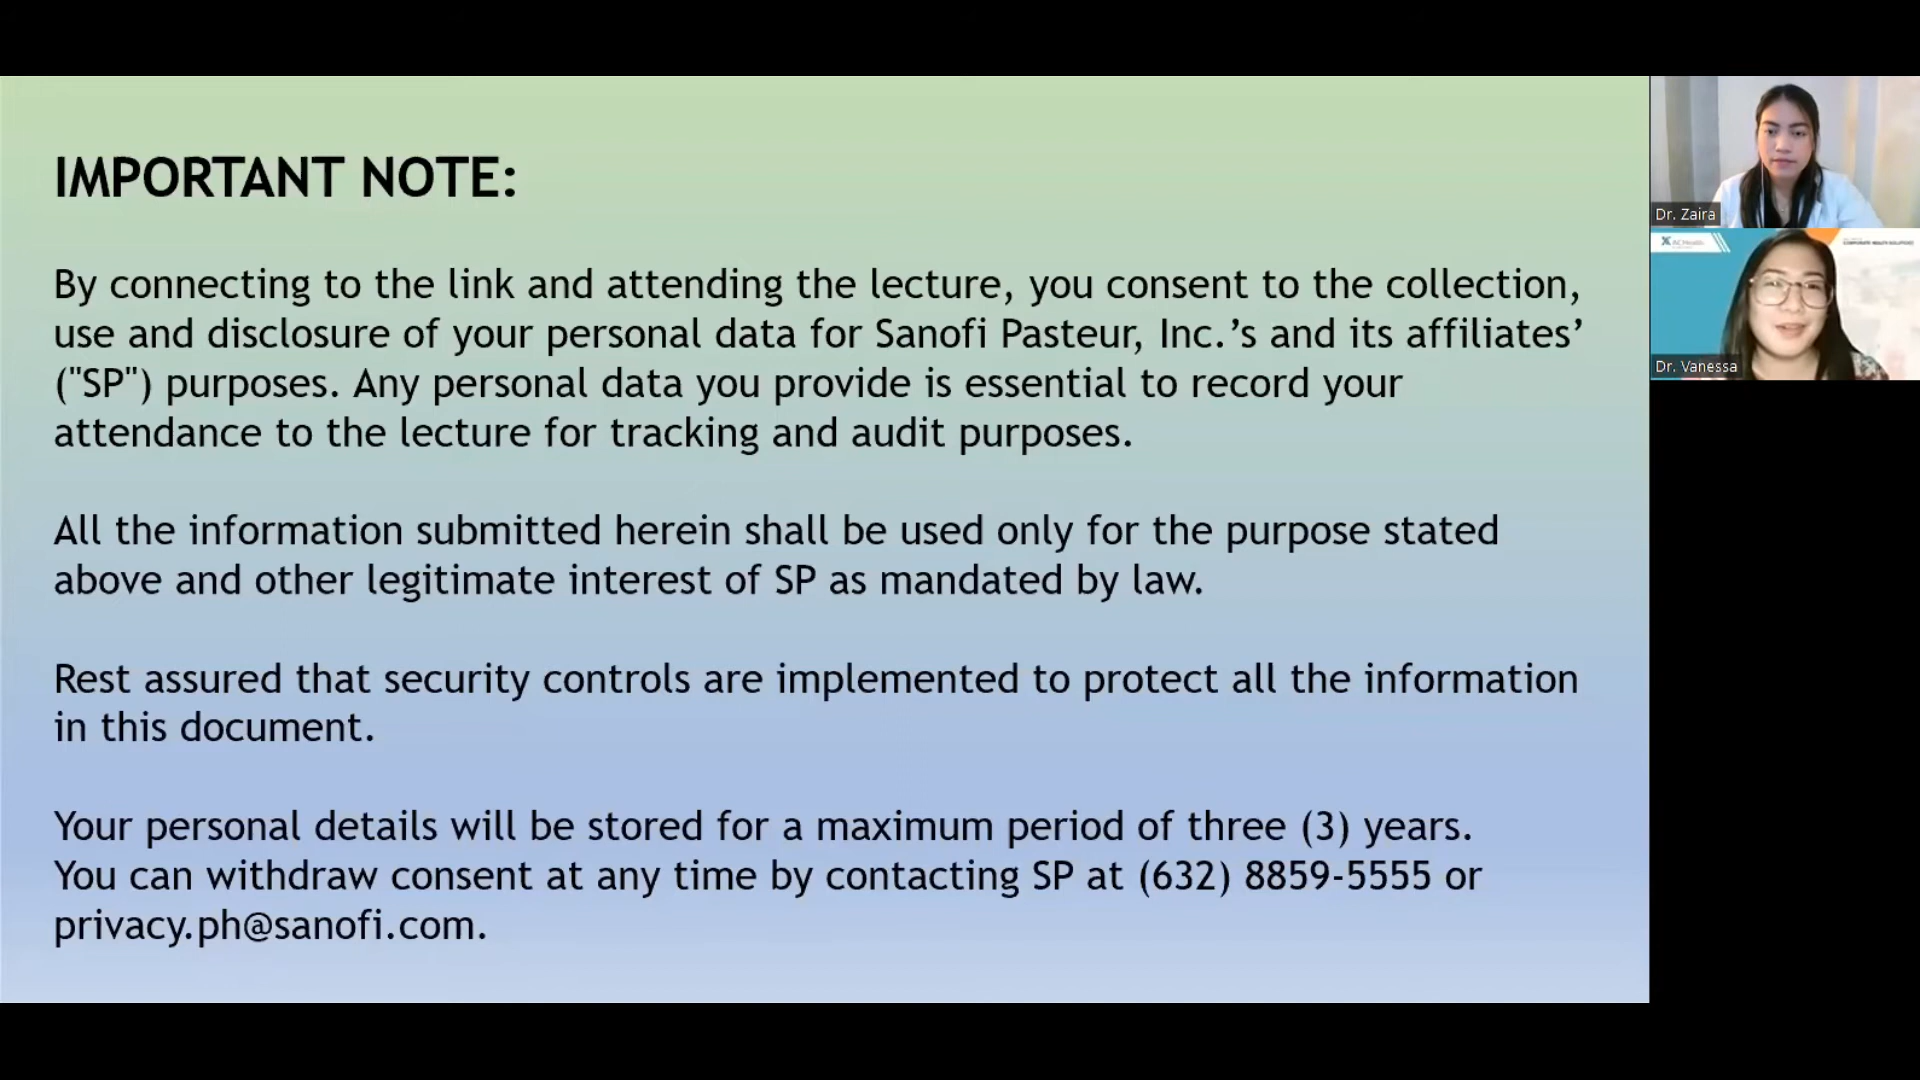 IMPORTANT NOTE:
By connecting to the link and attending the lecture, you consent to the collection,
use and disclosure of your personal data for Sanofi Pasteur, Inc.’s and its affiliates’
("SP") purposes. Any personal data you provide is essential to record your
attendance to the lecture for tracking and audit purposes.
All the information submitted herein shall be used only for the purpose stated
above and other legitimate interest of SP as mandated by law.
Rest assured that security controls are implemented to protect all the information
in this document.
Your personal details will be stored for a maximum period of three (3) years.
You can withdraw consent at any time by contacting SP at (632) 8859-5555 or
privacy.ph@sanofi.com.
Dr. Zaira
ACHealth
CORPORATE HEALTH SOLUTIONS
Dr. Vanessa